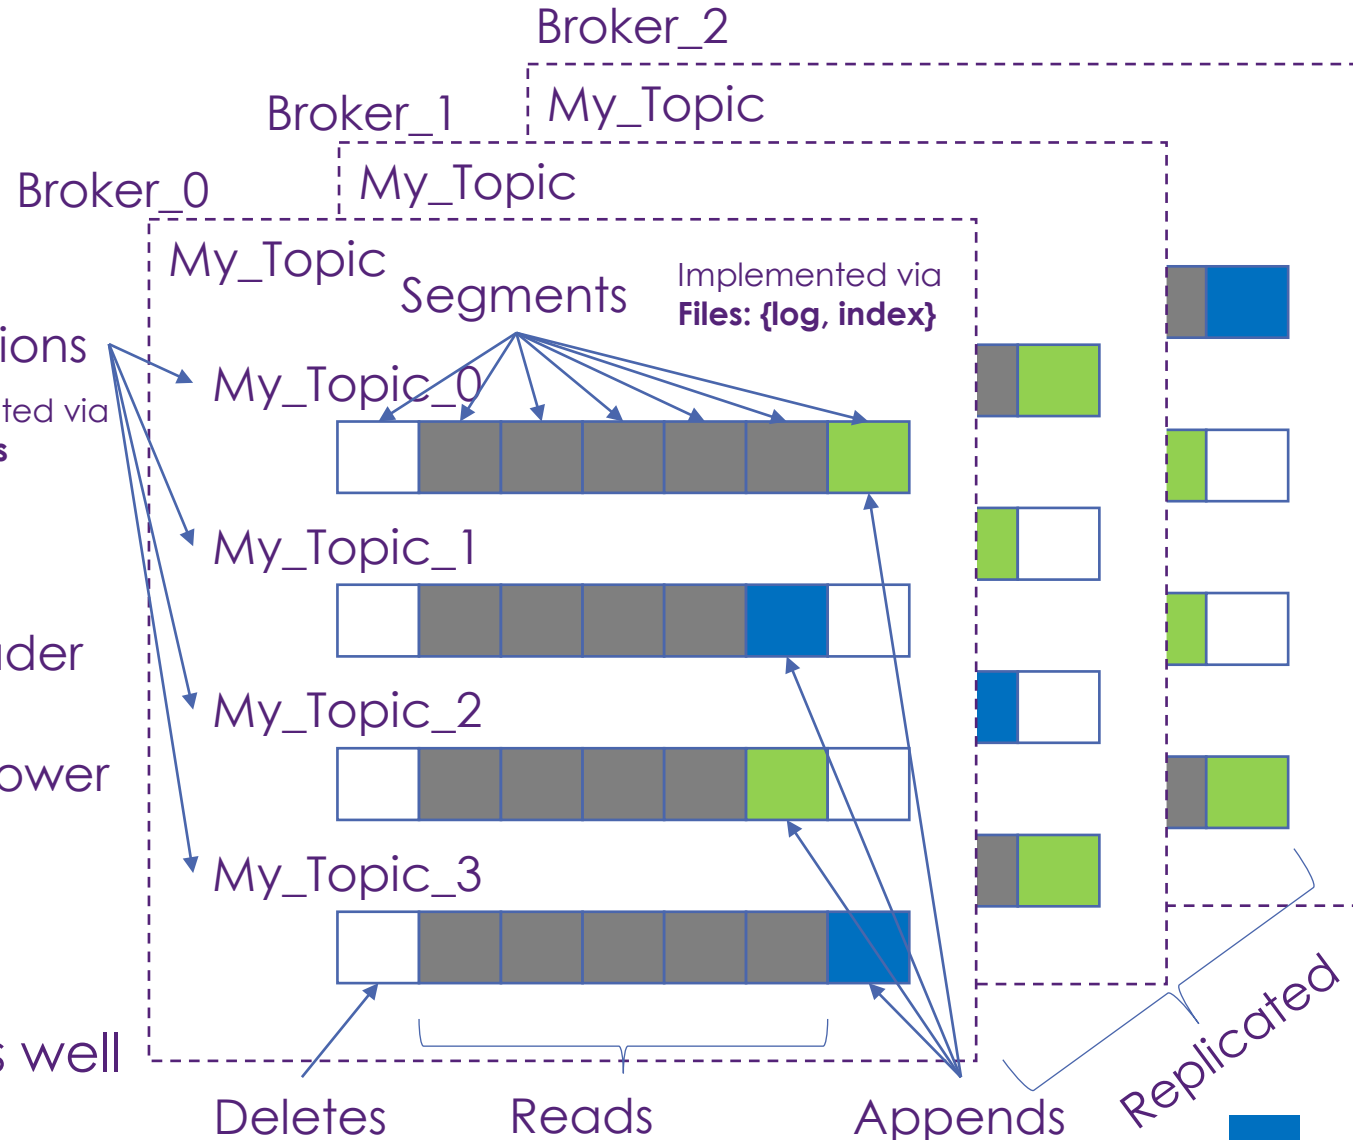 Broker_2
My_Topic
Broker_1
My_Topic
Broker_0
My_Topic
Segments
Implemented via
Files: {log, index}
ions
ted via
s
My_Topic_0
My_Topic_1
der
My_Topic_2
ower
My_Topic_3
s well
Deletes
Reads
Appends
Replicated